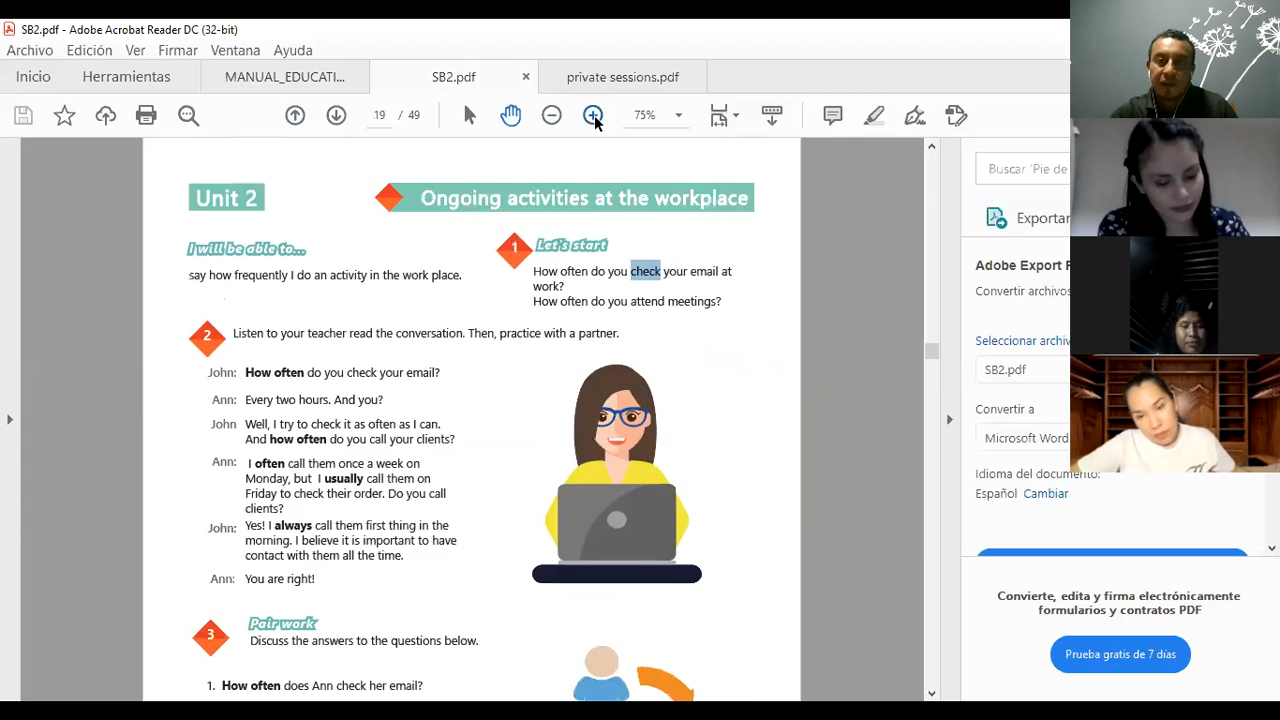 SB2.pdf - Adobe Acrobat Reader DC (32-bit)
Archivo Edición Ver Firmar Ventana Ayuda
Inicio Herramientas MANUAL_EDUCATI... SB2.pdf × private sessions.pdf
19 / 49 75%
Unit 2 Ongoing activities at the workplace
I will be able to...
say how frequently I do an activity in the work place.
1 Let's start
How often do you check your email at
work?
How often do you attend meetings?
2 Listen to your teacher read the conversation. Then, practice with a partner.
John: How often do you check your email?
Ann: Every two hours. And you?
John Well, I try to check it as often as I can.
And how often do you call your clients?
Ann: I often call them once a week on
Monday, but I usually call them on
Friday to check their order. Do you call
clients?
John: Yes! I always call them first thing in the
morning. I believe it is important to have
contact with them all the time.
Ann: You are right!
3 Pair work
Discuss the answers to the questions below.
1. How often does Ann check her email?
Buscar 'Pie de
Exportar
Adobe Export
Convertir archivos
Seleccionar archiv
SB2.pdf
Convertir a
Microsoft Word
Idioma del documento:
Español Cambiar
Convierte, edita y firma electrónicamente
formularios y contratos PDF
Prueba gratis de 7 días